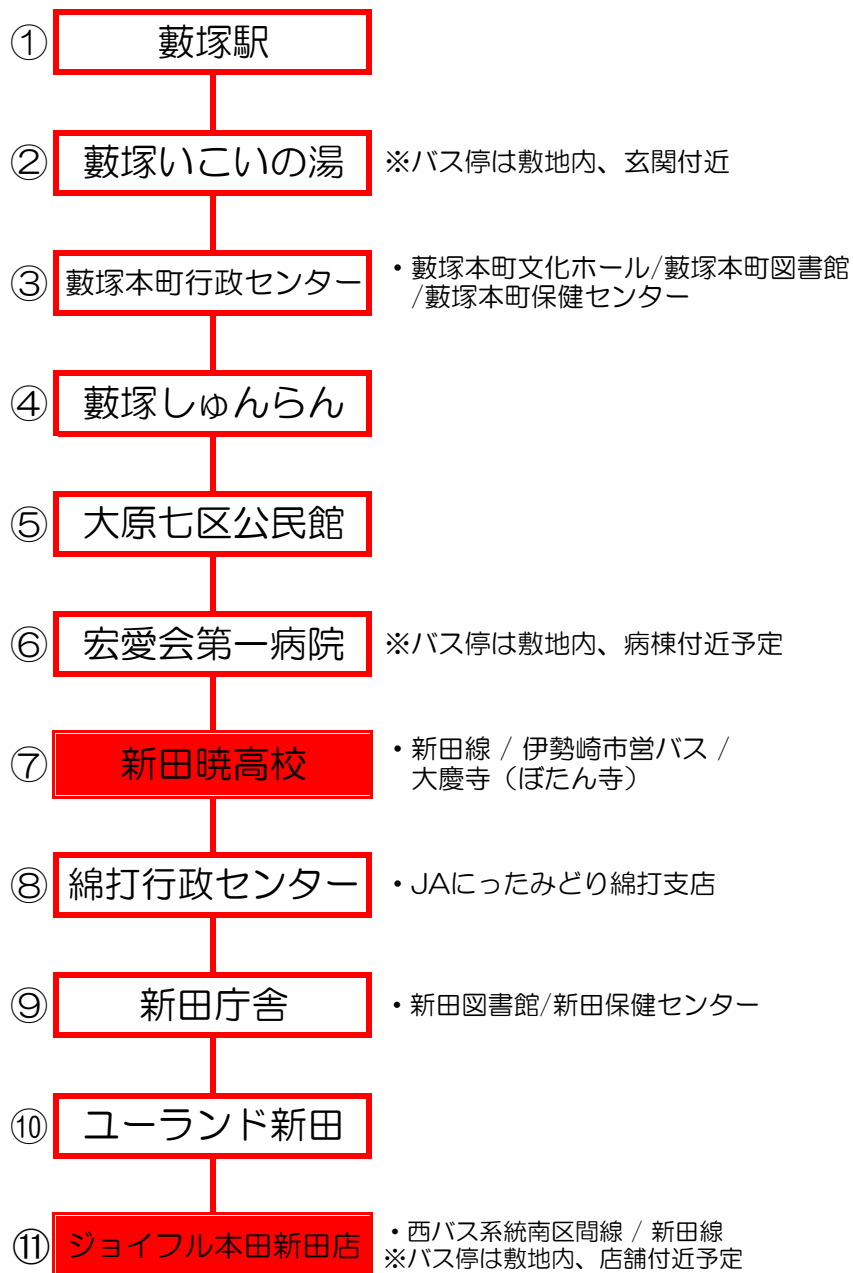 ① 藪塚駅
② 藪塚いこいの湯 ※バス停は敷地内、玄関付近
③ 藪塚本町行政センター ・藪塚本町文化ホール/藪塚本町図書館
/藪塚本町保健センター
④ 藪塚しゅんらん
⑤ 大原七区公民館
⑥ 宏愛会第一病院 ※バス停は敷地内、病棟付近予定
⑦ 新田暁高校 ・新田線 / 伊勢崎市営バス /
大慶寺（ぼたん寺）
⑧ 綿打行政センター ・JAにったみどり綿打支店
⑨ 新田庁舎 ・新田図書館/新田保健センター
⑩ ユーランド新田
⑪ ジョイフル本田新田店 ・西バス系統南区間線 / 新田線
※バス停は敷地内、店舗付近予定